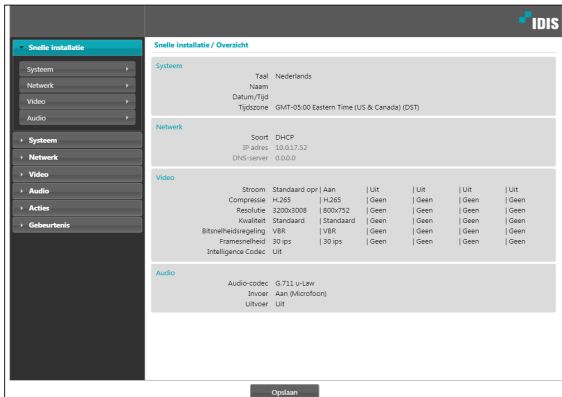 IDIS
Snelle installatie
Systeem
Netwerk
Video
Audio
Systeem
Netwerk
Video
Audio
Acties
Gebeurtenis
Snelle installatie / Overzicht
Systeem
Taal Nederlands
Naam
Datum/Tijd
Tijdszone GMT-05:00 Eastern Time (US & Canada) (DST)
Netwerk
Soort DHCP
IP adres 10.0.17.52
DNS-server 0.0.0.0
Video
Stroom Standaard opr | Aan | Uit | Uit | Uit | Uit
Compressie H.265 | H.265 | Geen | Geen | Geen | Geen
Resolutie 3200x3008 | 800x752 | Geen | Geen | Geen | Geen
Kwaliteit Standaard | Standaard | Geen | Geen | Geen | Geen
Bitsnelheidsregeling VBR | VBR | Geen | Geen | Geen | Geen
Framesnelheid 30 ips | 30 ips | Geen | Geen | Geen | Geen
Intelligence Codec Uit
Audio
Audio-codec G.711 u-Law
Invoer Aan (Microfoon)
Uitvoer Uit
Opslaan